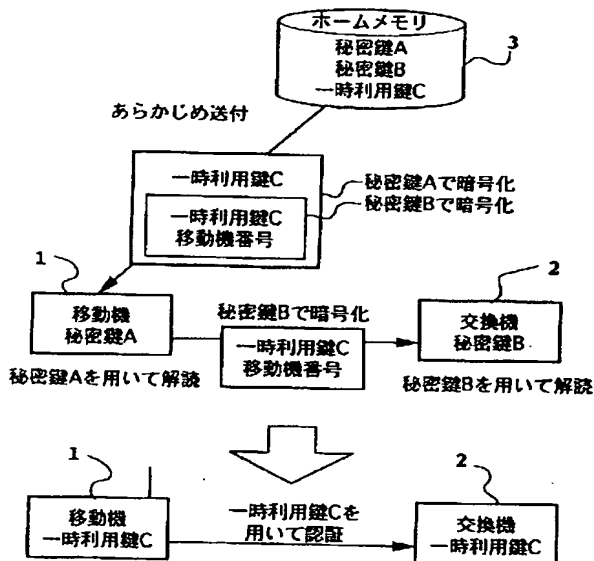 ホームメモリ
秘密鍵A
秘密鍵B
一時利用鍵C
3
あらかじめ送付
一時利用鍵C
秘密鍵Aで暗号化
一時利用鍵C
移動機番号
秘密鍵Bで暗号化
1
2
移動機
秘密鍵A
秘密鍵Bで暗号化
一時利用鍵C
移動機番号
交換機
秘密鍵B
秘密鍵Aを用いて解読
秘密鍵Bを用いて解読
1
2
移動機
一時利用鍵C
一時利用鍵Cを
用いて認証
交換機
一時利用鍵C